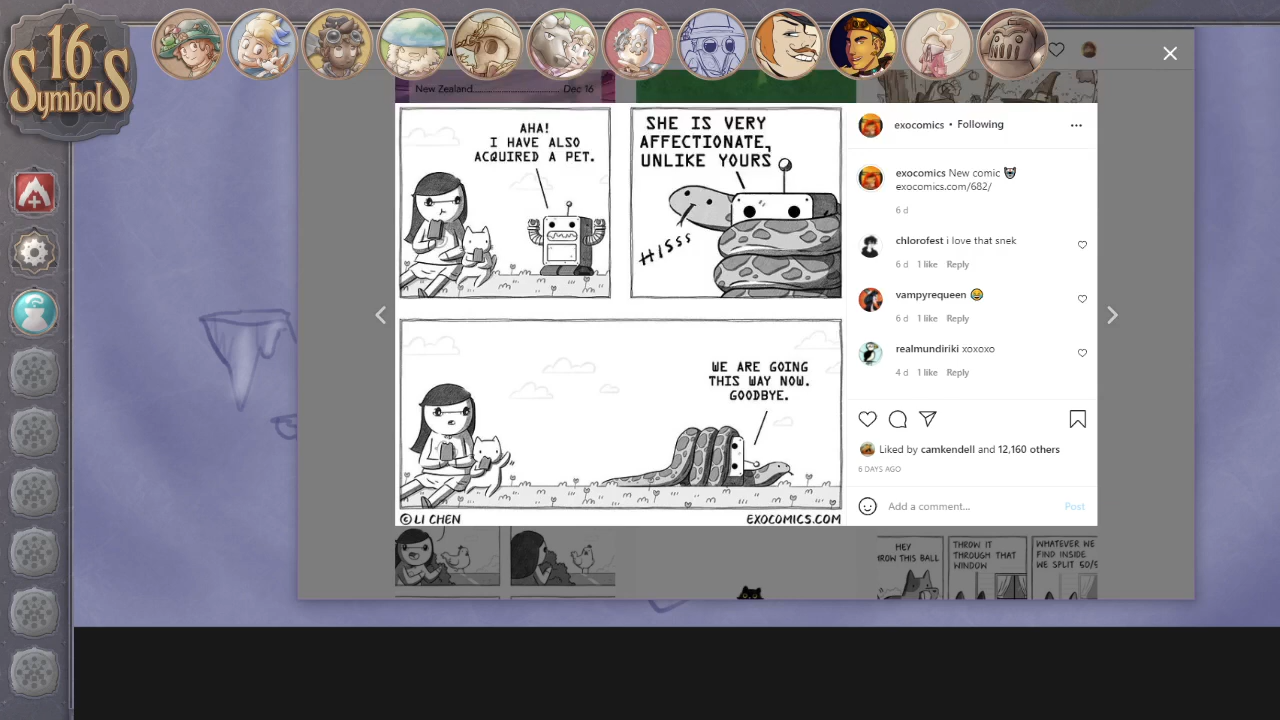 16
Symbols
New Zealand
Dec 16
AHA!
I HAVE ALSO
ACQUIRED A PET.
SHE IS VERY
AFFECTIONATE,
UNLIKE YOURS
HISSS
WE ARE GOING
THIS WAY NOW.
GOODBYE.
© LI CHEN
EXOCOMICS.COM
exocomics • Following
exocomics New comic
exocomics.com/682/
6 d
chlorofest i love that snek
6 d 1 like Reply
vampyrequeen 😂
6 d 1 like Reply
realmundiriki xoxoxo
4 d 1 like Reply
Liked by camkendell and 12,160 others
6 DAYS AGO
Add a comment...
Post
HEY
THROW THIS BALL
THROW IT
THROUGH THAT
WINDOW
WHATEVER WE
FIND INSIDE
WE SPLIT 50/5